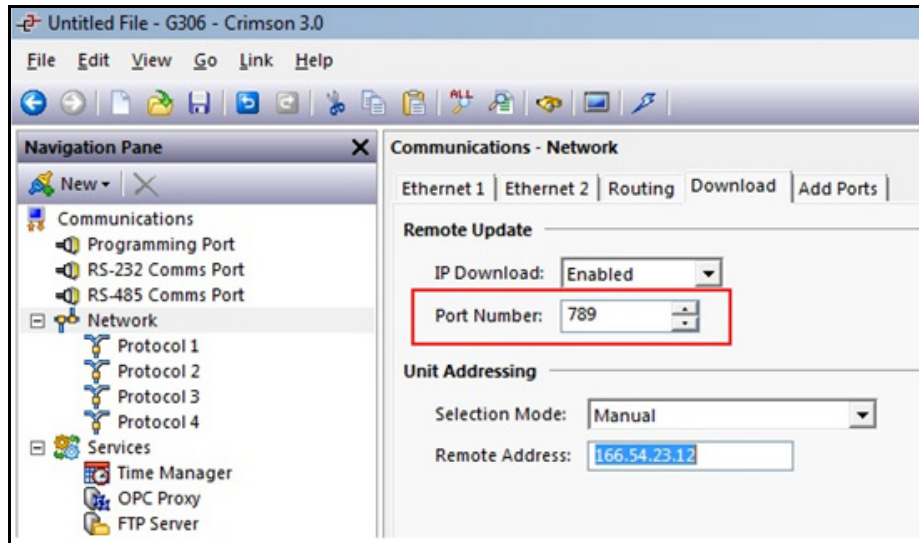 Untitled File - G306 - Crimson 3.0
File Edit View Go Link Help
ALL
Navigation Pane
New
Communications
Programming Port
RS-232 Comms Port
RS-485 Comms Port
Network
Protocol 1
Protocol 2
Protocol 3
Protocol 4
Services
Time Manager
OPC Proxy
FTP Server
Communications - Network
Ethernet 1 Ethernet 2 Routing Download Add Ports
Remote Update
IP Download: Enabled
Port Number: 789
Unit Addressing
Selection Mode: Manual
Remote Address: 166.54.23.12